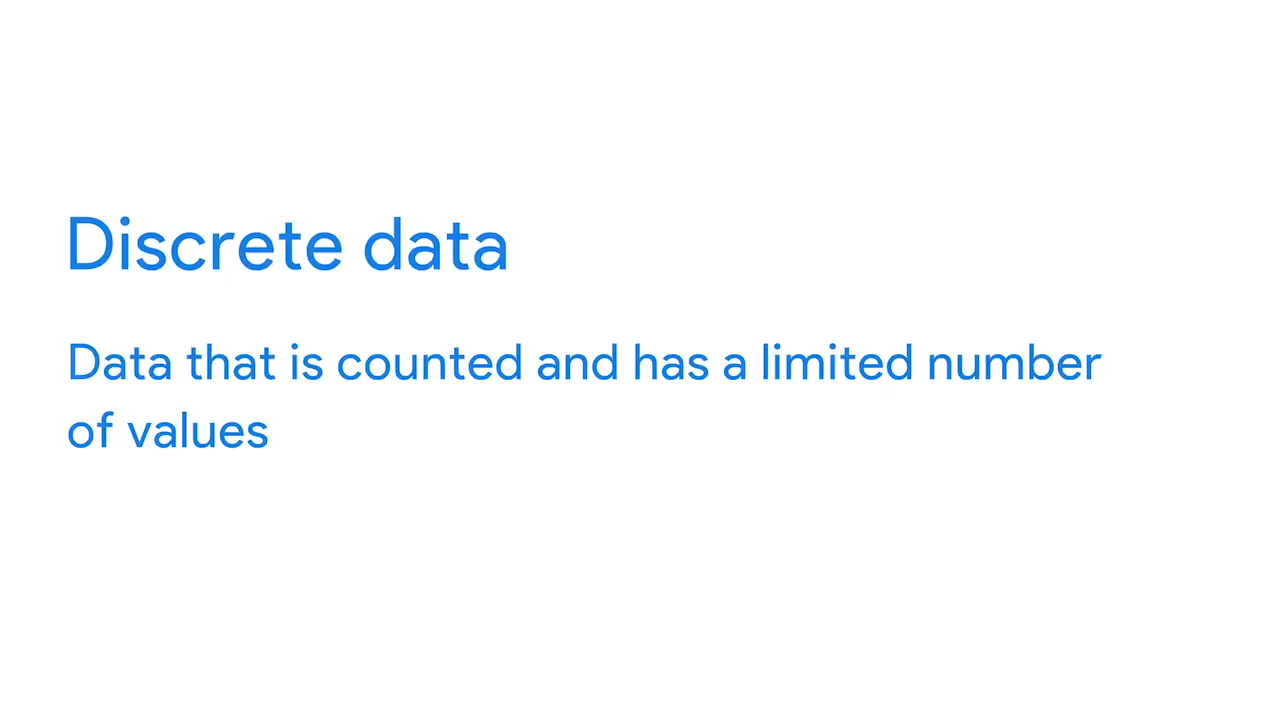 Discrete data
Data that is counted and has a limited number
of values